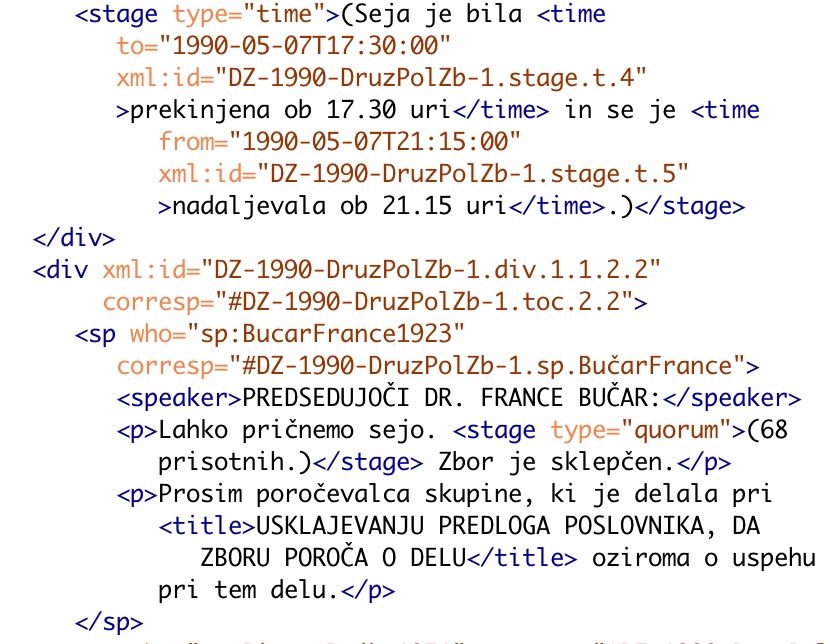 <stage type="time">(Seja je bila <time
to="1990-05-07T17:30:00"
xml:id="DZ-1990-DruzPolZb-1.stage.t.4"
>prekinjena ob 17.30 uri</time> in se je <time
from="1990-05-07T21:15:00"
xml:id="DZ-1990-DruzPolZb-1.stage.t.5"
>nadaljevala ob 21.15 uri</time>.)</stage>
</div>
<div xml:id="DZ-1990-DruzPolZb-1.div.1.1.2.2"
corresp="#DZ-1990-DruzPolZb-1.toc.2.2">
<sp who="sp:BucarFrance1923"
corresp="#DZ-1990-DruzPolZb-1.sp.BučarFrance">
<speaker>PREDSEDUJOČI DR. FRANCE BUČAR:</speaker>
<p>Lahko pričnemo sejo. <stage type="quorum">(68
prisotnih.)</stage> Zbor je sklepčen.</p>
<p>Prosim poročevalca skupine, ki je delala pri
<title>USKLAJEVANJU PREDLOGA POSLOVNIKA, DA
ZBORU POROČA O DELU</title> oziroma o uspehu
pri tem delu.</p>
</sp>